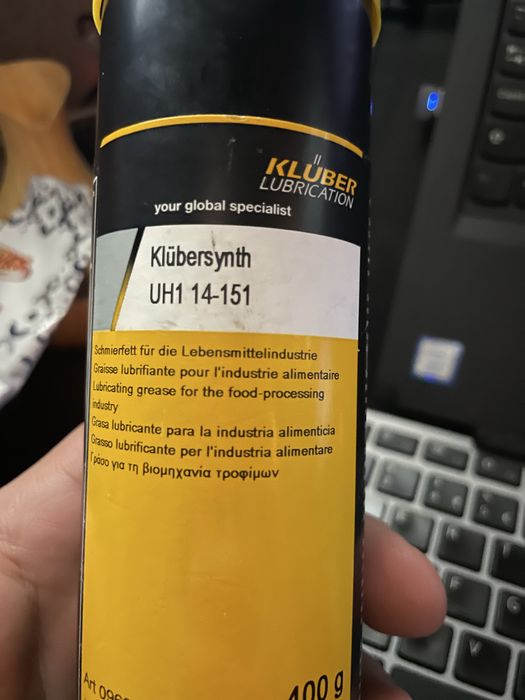 KLÜBER
LUBRICATION
your global specialist
Klübersynth
UH1 14-151
Schmierfett für die Lebensmittelindustrie
Graisse lubrifiante pour l'industrie alimentaire
Lubricating grease for the food-processing
industry
Grasa lubricante para la industria alimenticia
Grasso lubrificante per l'industria alimentare
Γράσο για τη βιομηχανία τροφίμων
Art
400 g